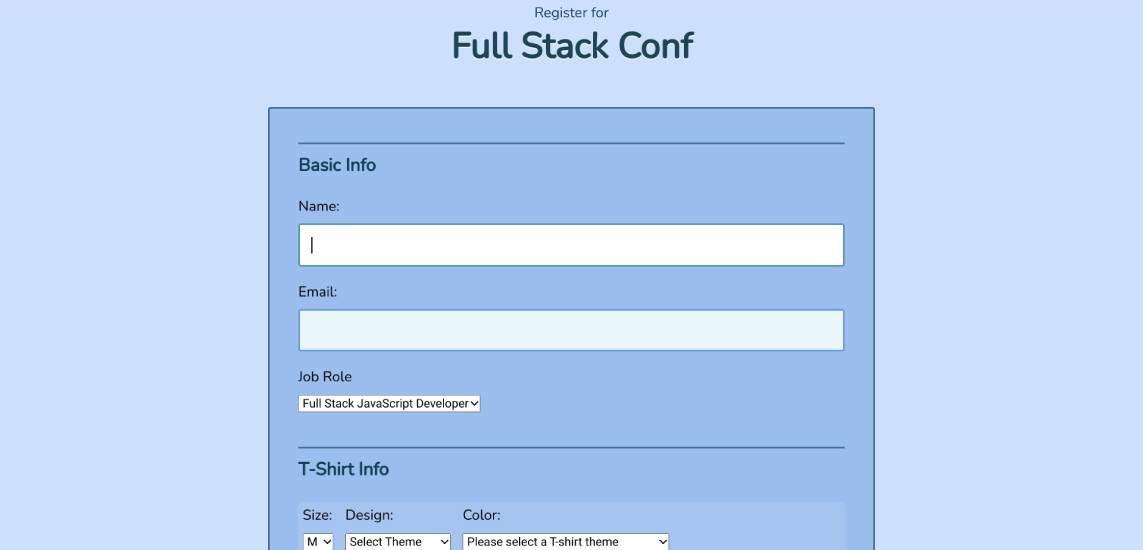 Register for
Full Stack Conf
Basic Info
Name:
Email:
Job Role
Full Stack JavaScript Developer
T-Shirt Info
Size: Design: Color:
M Select Theme Please select a T-shirt theme